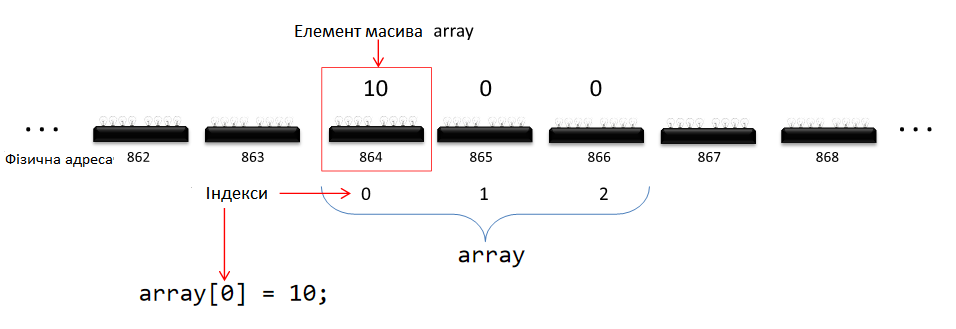 Елемент масива array
10 0 0
... ...
Фізична адреса 862 863 864 865 866 867 868
Індекси 0 1 2
array
array[0] = 10;